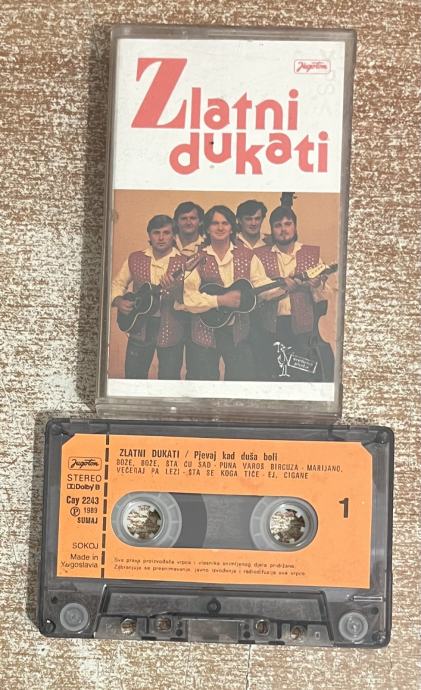 Jugoton
Zlatni
dukati
ZLATNI DUKATI / Pjevaj kad duša boli
BOŽE, BOŽE, ŠTA ĆU SAD - PUNA VAROŠ BIRCUZA - MARIJANO,
VEČERAJ PA LEZI - ŠTA SE KOGA TIČE - EJ, CIGANE
Jugoton
STEREO
Dolby B
Cay 2243
P 1989
SUMAJ
SOKOJ
Made in
Yugoslavia
1
Sva prava proizvođača vrpce i vlasnika snimljenog djela pridržana.
Zabranjuje se presnimavanje, javno izvođenje i radiodifuzija ove vrpce.